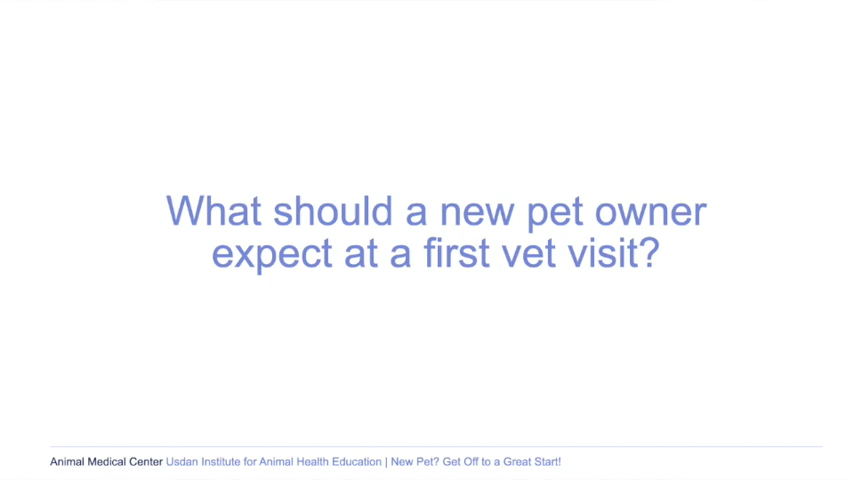 What should a new pet owner
expect at a first vet visit?
Animal Medical Center Usdan Institute for Animal Health Education | New Pet? Get Off to a Great Start!